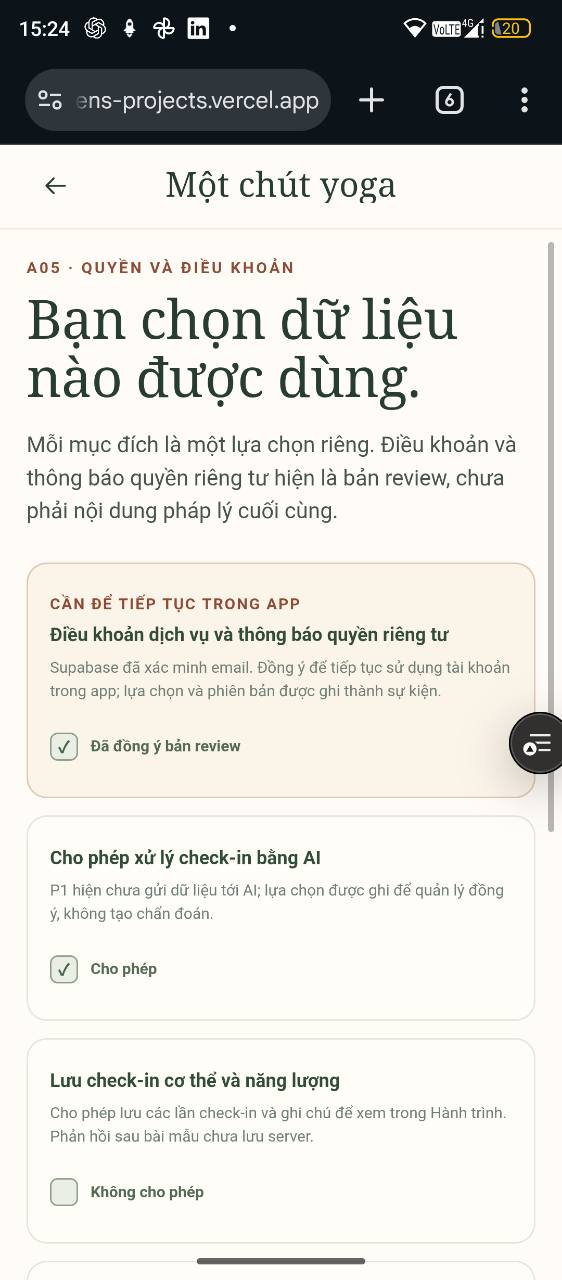 15:24
VoLTE 4G 20
ens-projects.vercel.app
6
Một chút yoga
A05 · QUYỀN VÀ ĐIỀU KHOẢN
Bạn chọn dữ liệu
nào được dùng.
Mỗi mục đích là một lựa chọn riêng. Điều khoản và
thông báo quyền riêng tư hiện là bản review, chưa
phải nội dung pháp lý cuối cùng.
CẦN ĐỂ TIẾP TỤC TRONG APP
Điều khoản dịch vụ và thông báo quyền riêng tư
Supabase đã xác minh email. Đồng ý để tiếp tục sử dụng tài khoản
trong app; lựa chọn và phiên bản được ghi thành sự kiện.
Đã đồng ý bản review
Cho phép xử lý check-in bằng AI
P1 hiện chưa gửi dữ liệu tới AI; lựa chọn được ghi để quản lý đồng
ý, không tạo chẩn đoán.
Cho phép
Lưu check-in cơ thể và năng lượng
Cho phép lưu các lần check-in và ghi chú để xem trong Hành trình.
Phản hồi sau bài mẫu chưa lưu server.
Không cho phép